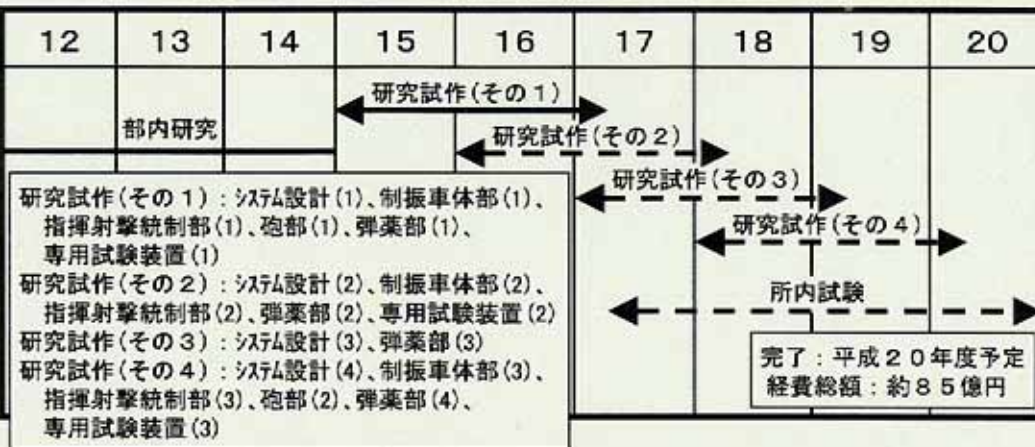 12 13 14 15 16 17 18 19 20
研究試作(その1)
部内研究
研究試作(その2)
研究試作(その3)
研究試作(その4)
所内試験
研究試作(その1):システム設計(1)、制振車体部(1)、
指揮射撃統制部(1)、砲部(1)、弾薬部(1)、
専用試験装置(1)
研究試作(その2):システム設計(2)、制振車体部(2)、
指揮射撃統制部(2)、弾薬部(2)、専用試験装置(2)
研究試作(その3):システム設計(3)、弾薬部(3)
研究試作(その4):システム設計(4)、制振車体部(3)、
指揮射撃統制部(3)、砲部(2)、弾薬部(4)、
専用試験装置(3)
完了:平成20年度予定
経費総額:約85億円